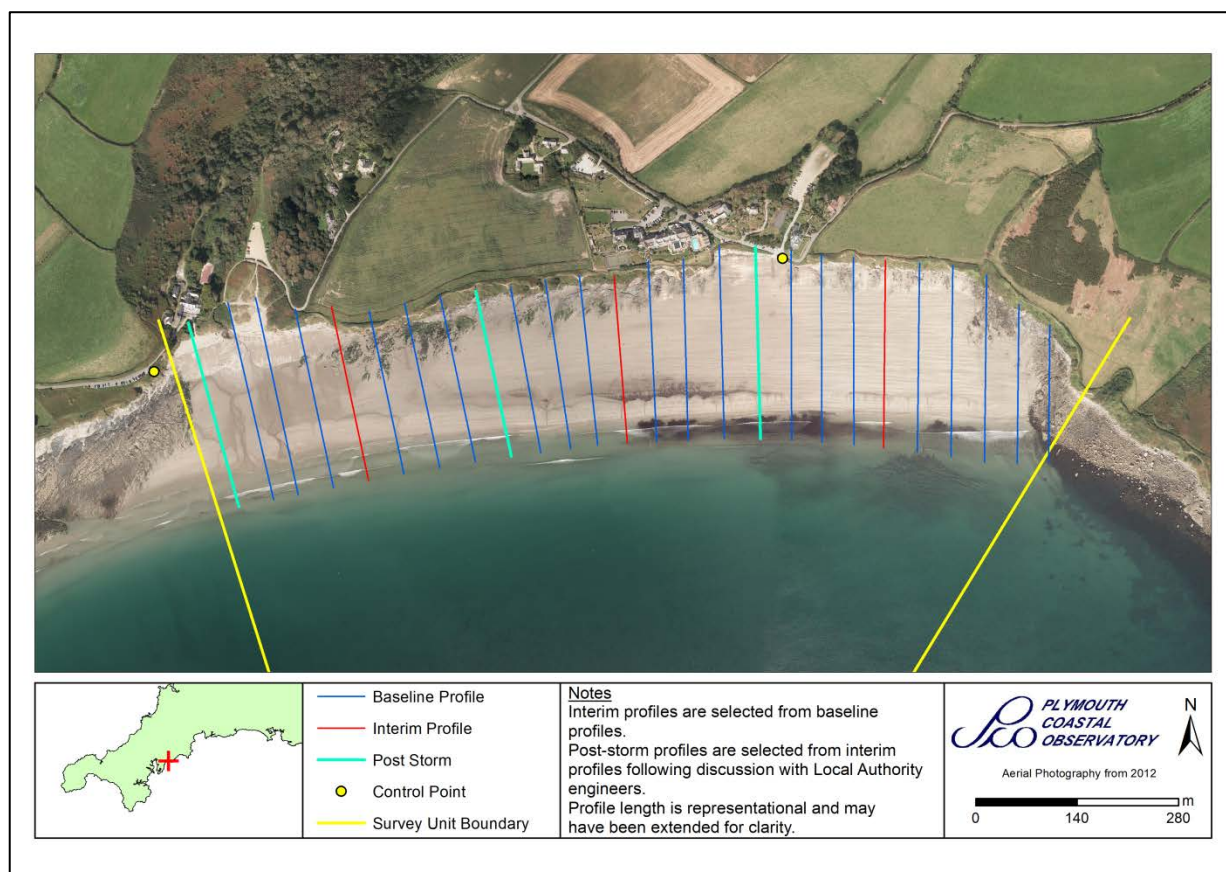 Baseline Profile
Interim Profile
Post Storm
Control Point
Survey Unit Boundary
Notes
Interim profiles are selected from baseline
profiles.
Post-storm profiles are selected from interim
profiles following discussion with Local Authority
engineers.
Profile length is representational and may
have been extended for clarity.
PLYMOUTH
COASTAL
OBSERVATORY
N
Aerial Photography from 2012
m
0 140 280